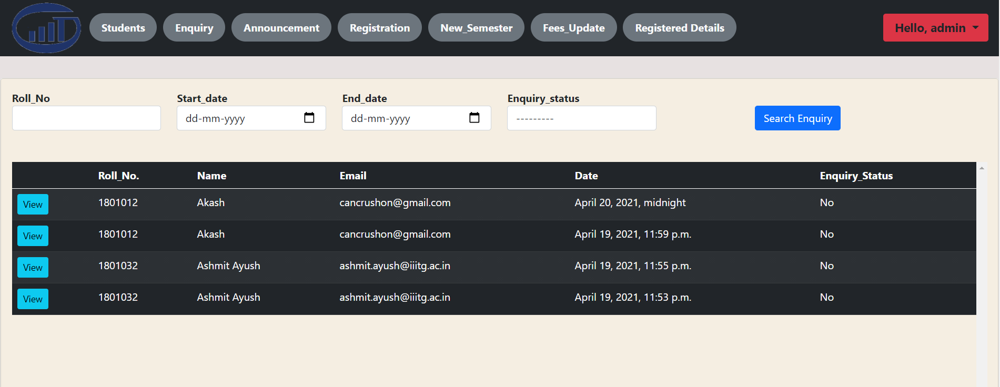 Students Enquiry Announcement Registration New_Semester Fees_Update Registered Details Hello, admin
Roll_No Start_date End_date Enquiry_status
dd-mm-yyyy dd-mm-yyyy --------- Search Enquiry
Roll_No. Name Email Date Enquiry_Status
View 1801012 Akash cancrushon@gmail.com April 20, 2021, midnight No
View 1801012 Akash cancrushon@gmail.com April 19, 2021, 11:59 p.m. No
View 1801032 Ashmit Ayush ashmit.ayush@iiitg.ac.in April 19, 2021, 11:55 p.m. No
View 1801032 Ashmit Ayush ashmit.ayush@iiitg.ac.in April 19, 2021, 11:53 p.m. No